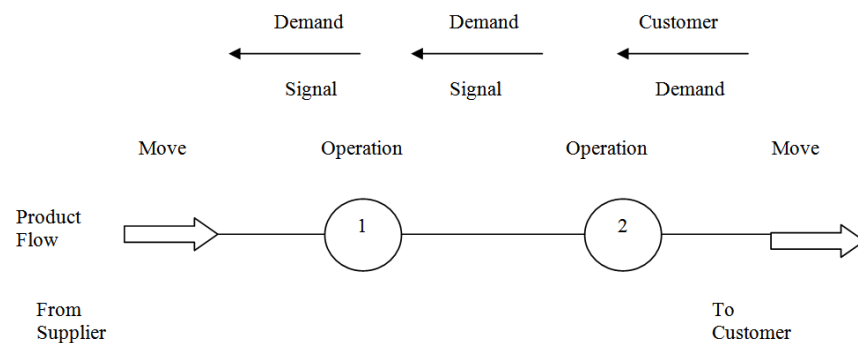 Demand Demand Customer
Signal Signal Demand
Move Operation Operation Move
Product
Flow
1 2
From
Supplier
To
Customer